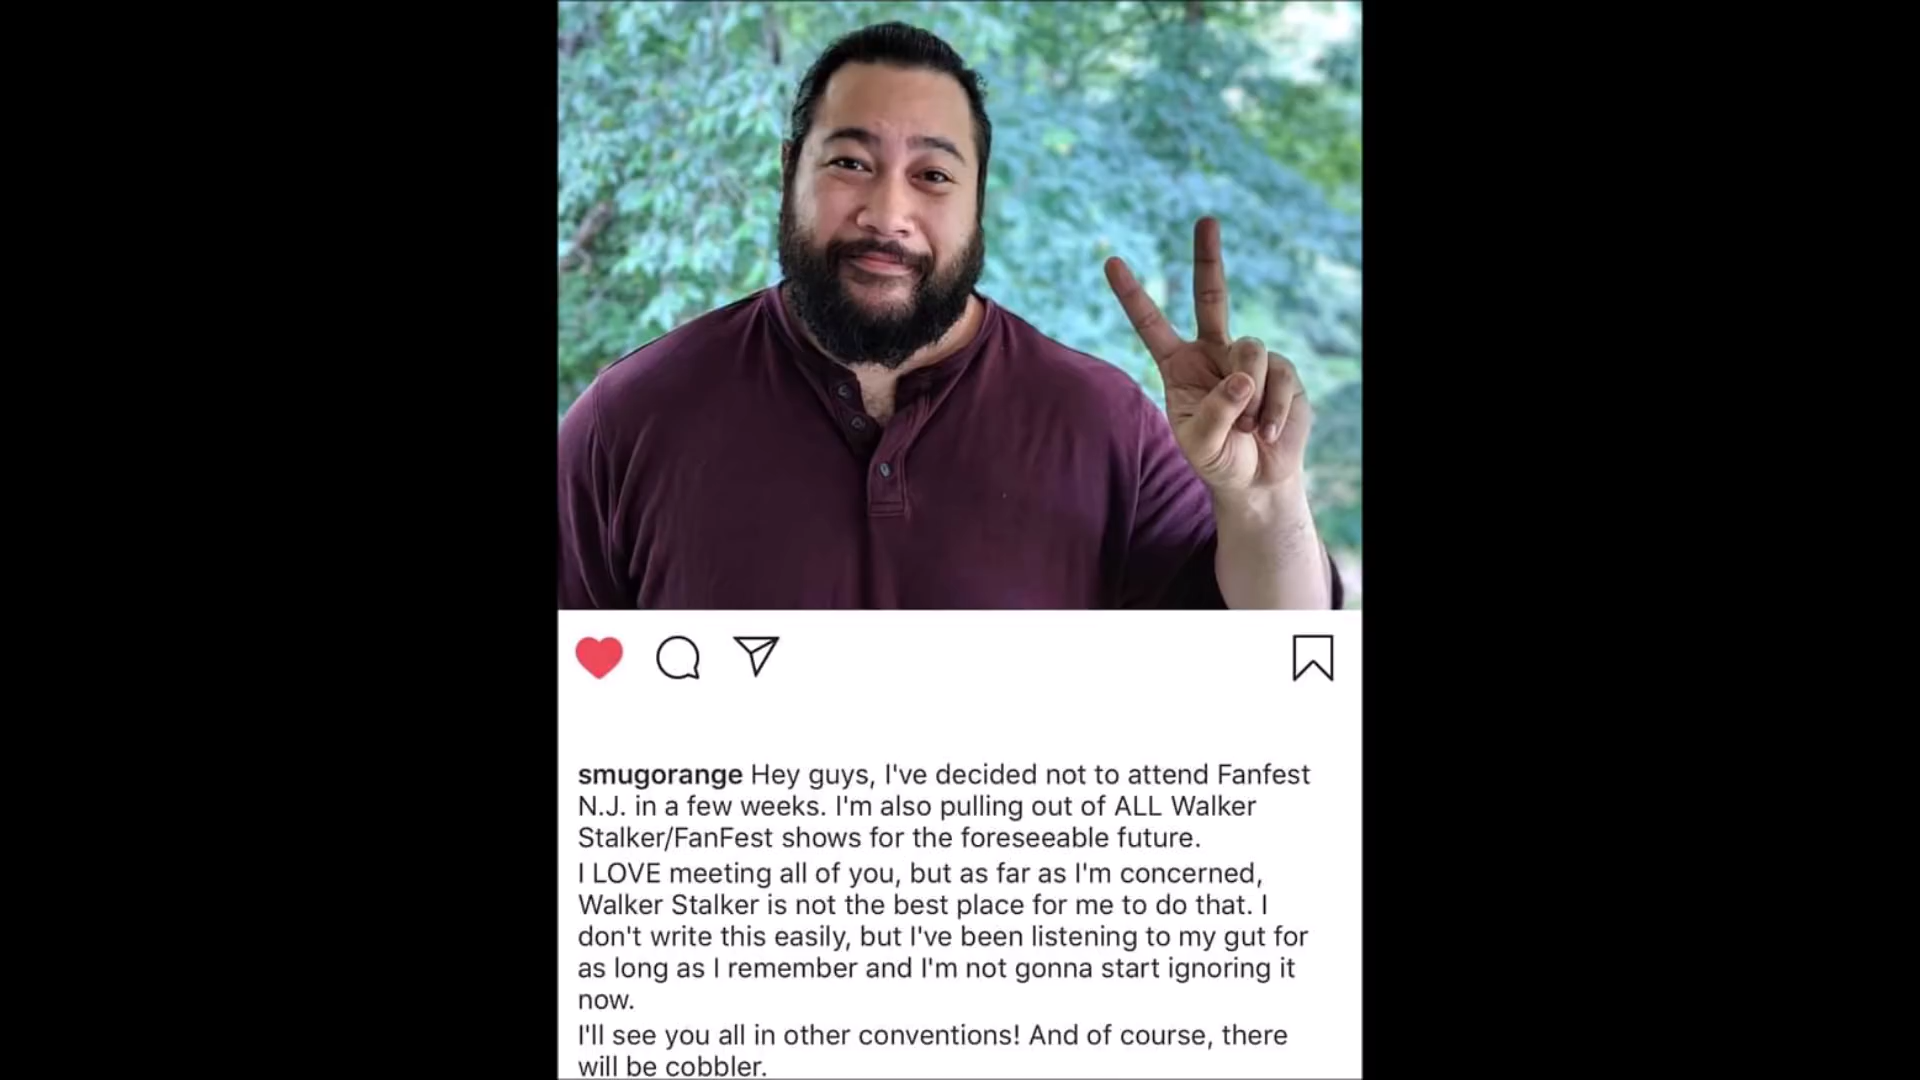 smugorange Hey guys, I've decided not to attend Fanfest
N.J. in a few weeks. I'm also pulling out of ALL Walker
Stalker/FanFest shows for the foreseeable future.
I LOVE meeting all of you, but as far as I'm concerned,
Walker Stalker is not the best place for me to do that. I
don't write this easily, but I've been listening to my gut for
as long as I remember and I'm not gonna start ignoring it
now.
I'll see you all in other conventions! And of course, there
will be cobbler.